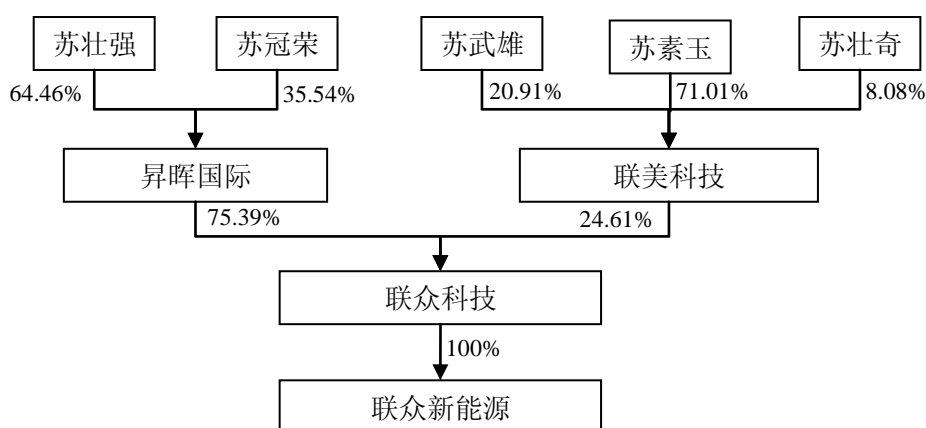 苏壮强
苏冠荣
苏武雄
苏素玉
苏壮奇
64.46%
35.54%
20.91%
71.01%
8.08%
昇晖国际
联美科技
75.39%
24.61%
联众科技
100%
联众新能源